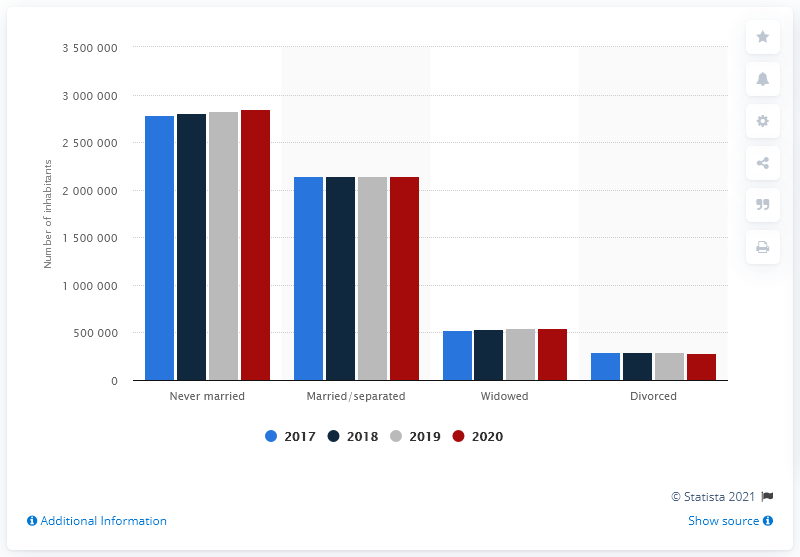 3 500 000
3 000 000
2 500 000
2 000 000
1 500 000
1 000 000
500 000
0
Number of inhabitants
Never married
Married/separated
Widowed
Divorced
2017 2018 2019 2020
© Statista 2021
Additional Information
Show source